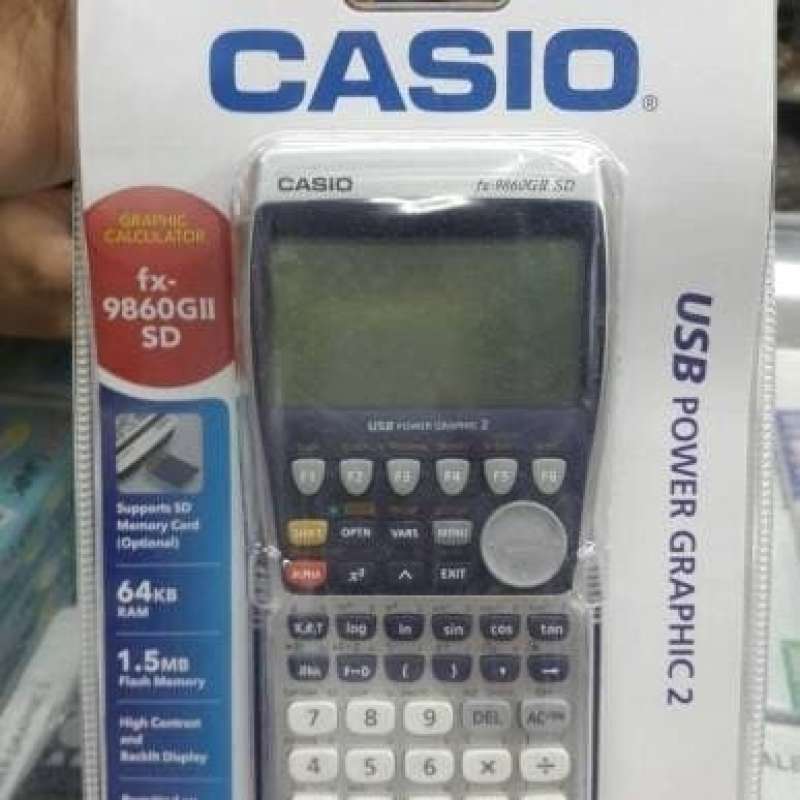 CASIO®
CASIO fx-9860GII SD
GRAPHIC
CALCULATOR
fx-
9860GII
SD
USB POWER GRAPHIC 2
USB POWER GRAPHIC 2
F1 F2 F3 F4 F5 F6
Supports SD
Memory Card
(Optional)
SHIFT OPTN VARS MENU
ALPHA x² ^ EXIT
64KB
RAM
X,θ,T log ln sin cos tan
1.5MB
Flash Memory
F↔D ( ) , →
7 8 9 DEL AC/ON
High Contrast
and
Backlit Display
4 5 6 × ÷